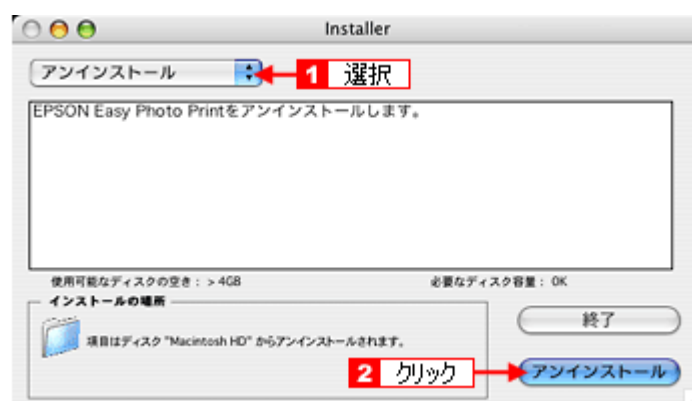 Installer
アンインストール
1 選択
EPSON Easy Photo Printをアンインストールします。
使用可能なディスクの空き： > 4GB
必要なディスク容量： OK
インストールの場所
項目はディスク "Macintosh HD" からアンインストールされます。
終了
2 クリック
アンインストール